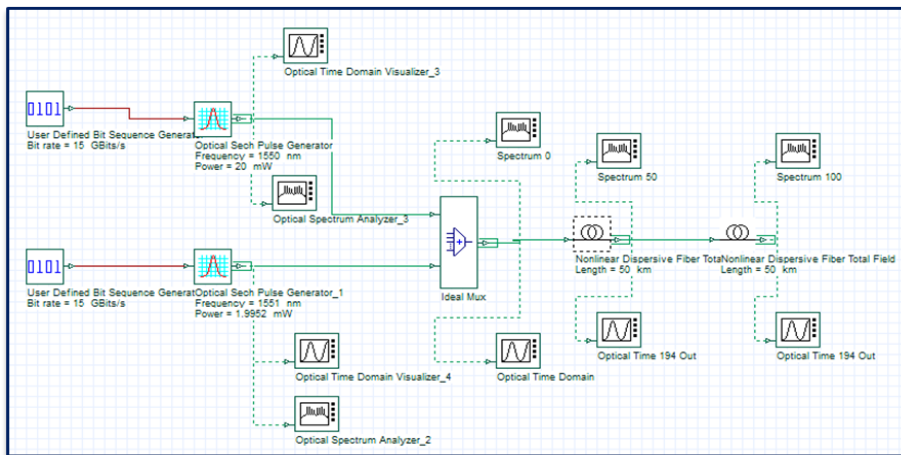 Optical Time Domain Visualizer_3
0101
User Defined Bit Sequence Generator
Bit rate = 15 GBits/s
Optical Sech Pulse Generator
Frequency = 1550 nm
Power = 20 mW
Spectrum 0
Spectrum 50
Spectrum 100
Optical Spectrum Analyzer_3
0101
User Defined Bit Sequence Generat
Bit rate = 15 GBits/s
Optical Sech Pulse Generator_1
Frequency = 1551 nm
Power = 1.9952 mW
Ideal Mux
Nonlinear Dispersive Fiber Tota
Length = 50 km
Nonlinear Dispersive Fiber Total Field
Length = 50 km
Optical Time Domain Visualizer_4
Optical Time Domain
Optical Time 194 Out
Optical Time 194 Out
Optical Spectrum Analyzer_2